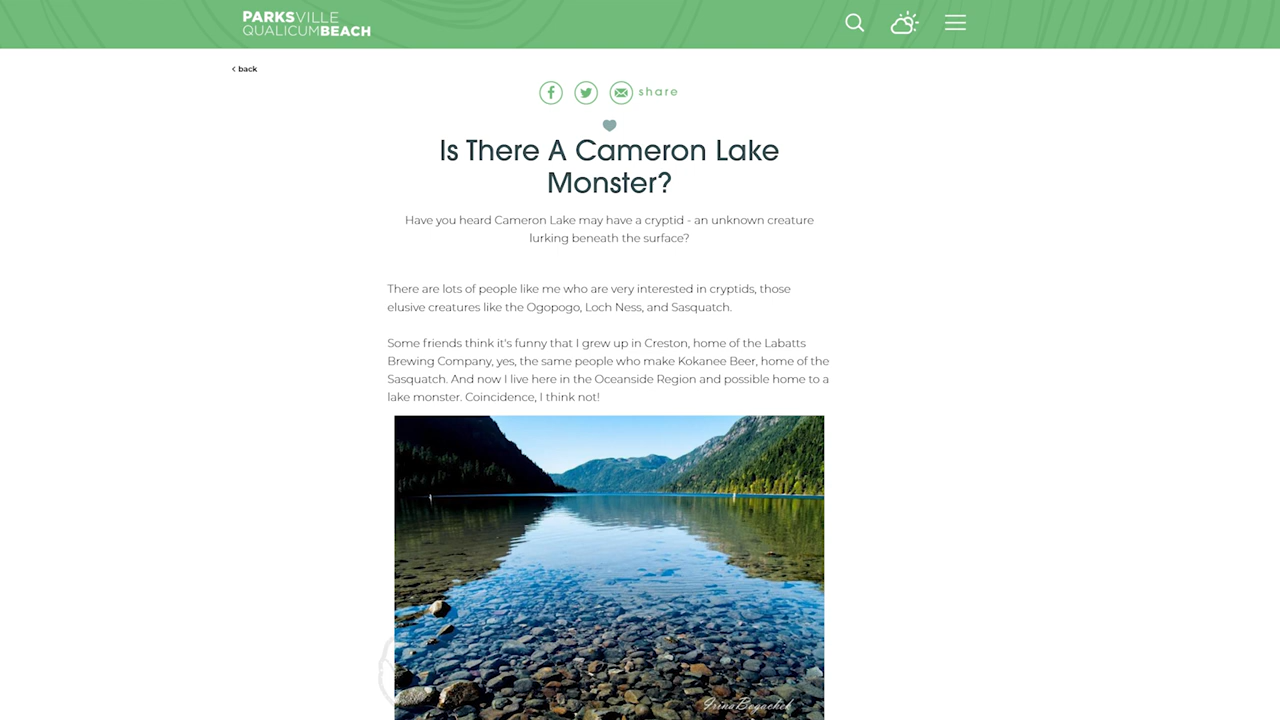 PARKSVILLE
QUALICUMBEACH
< back
share
Is There A Cameron Lake
Monster?
Have you heard Cameron Lake may have a cryptid - an unknown creature
lurking beneath the surface?
There are lots of people like me who are very interested in cryptids, those
elusive creatures like the Ogopogo, Loch Ness, and Sasquatch.
Some friends think it's funny that I grew up in Creston, home of the Labatts
Brewing Company, yes, the same people who make Kokanee Beer, home of the
Sasquatch. And now I live here in the Oceanside Region and possible home to a
lake monster. Coincidence, I think not!
IrinaBogachek